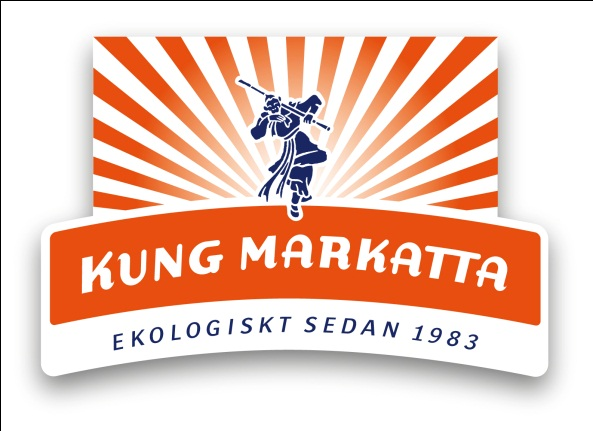 KUNG MARKATTA
EKOLOGISKT SEDAN 1983